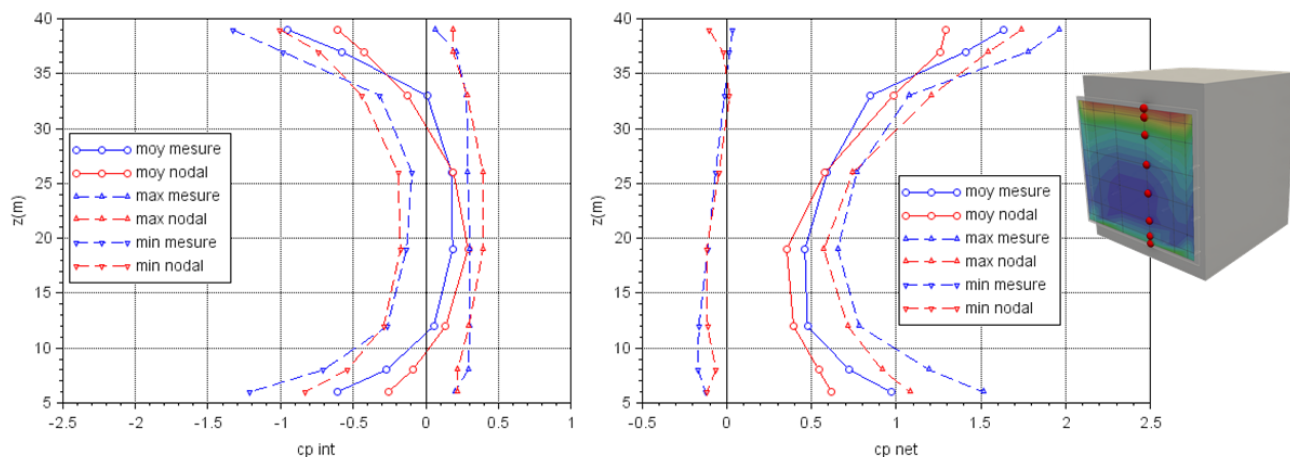 40
35
30
25
20
15
10
5
z(m)
moy mesure
moy nodal
max mesure
max nodal
min mesure
min nodal
-2.5 -2 -1.5 -1 -0.5 0 0.5 1
cp int
40
35
30
25
20
15
10
5
z(m)
moy mesure
moy nodal
max mesure
max nodal
min mesure
min nodal
-0.5 0 0.5 1 1.5 2 2.5
cp net